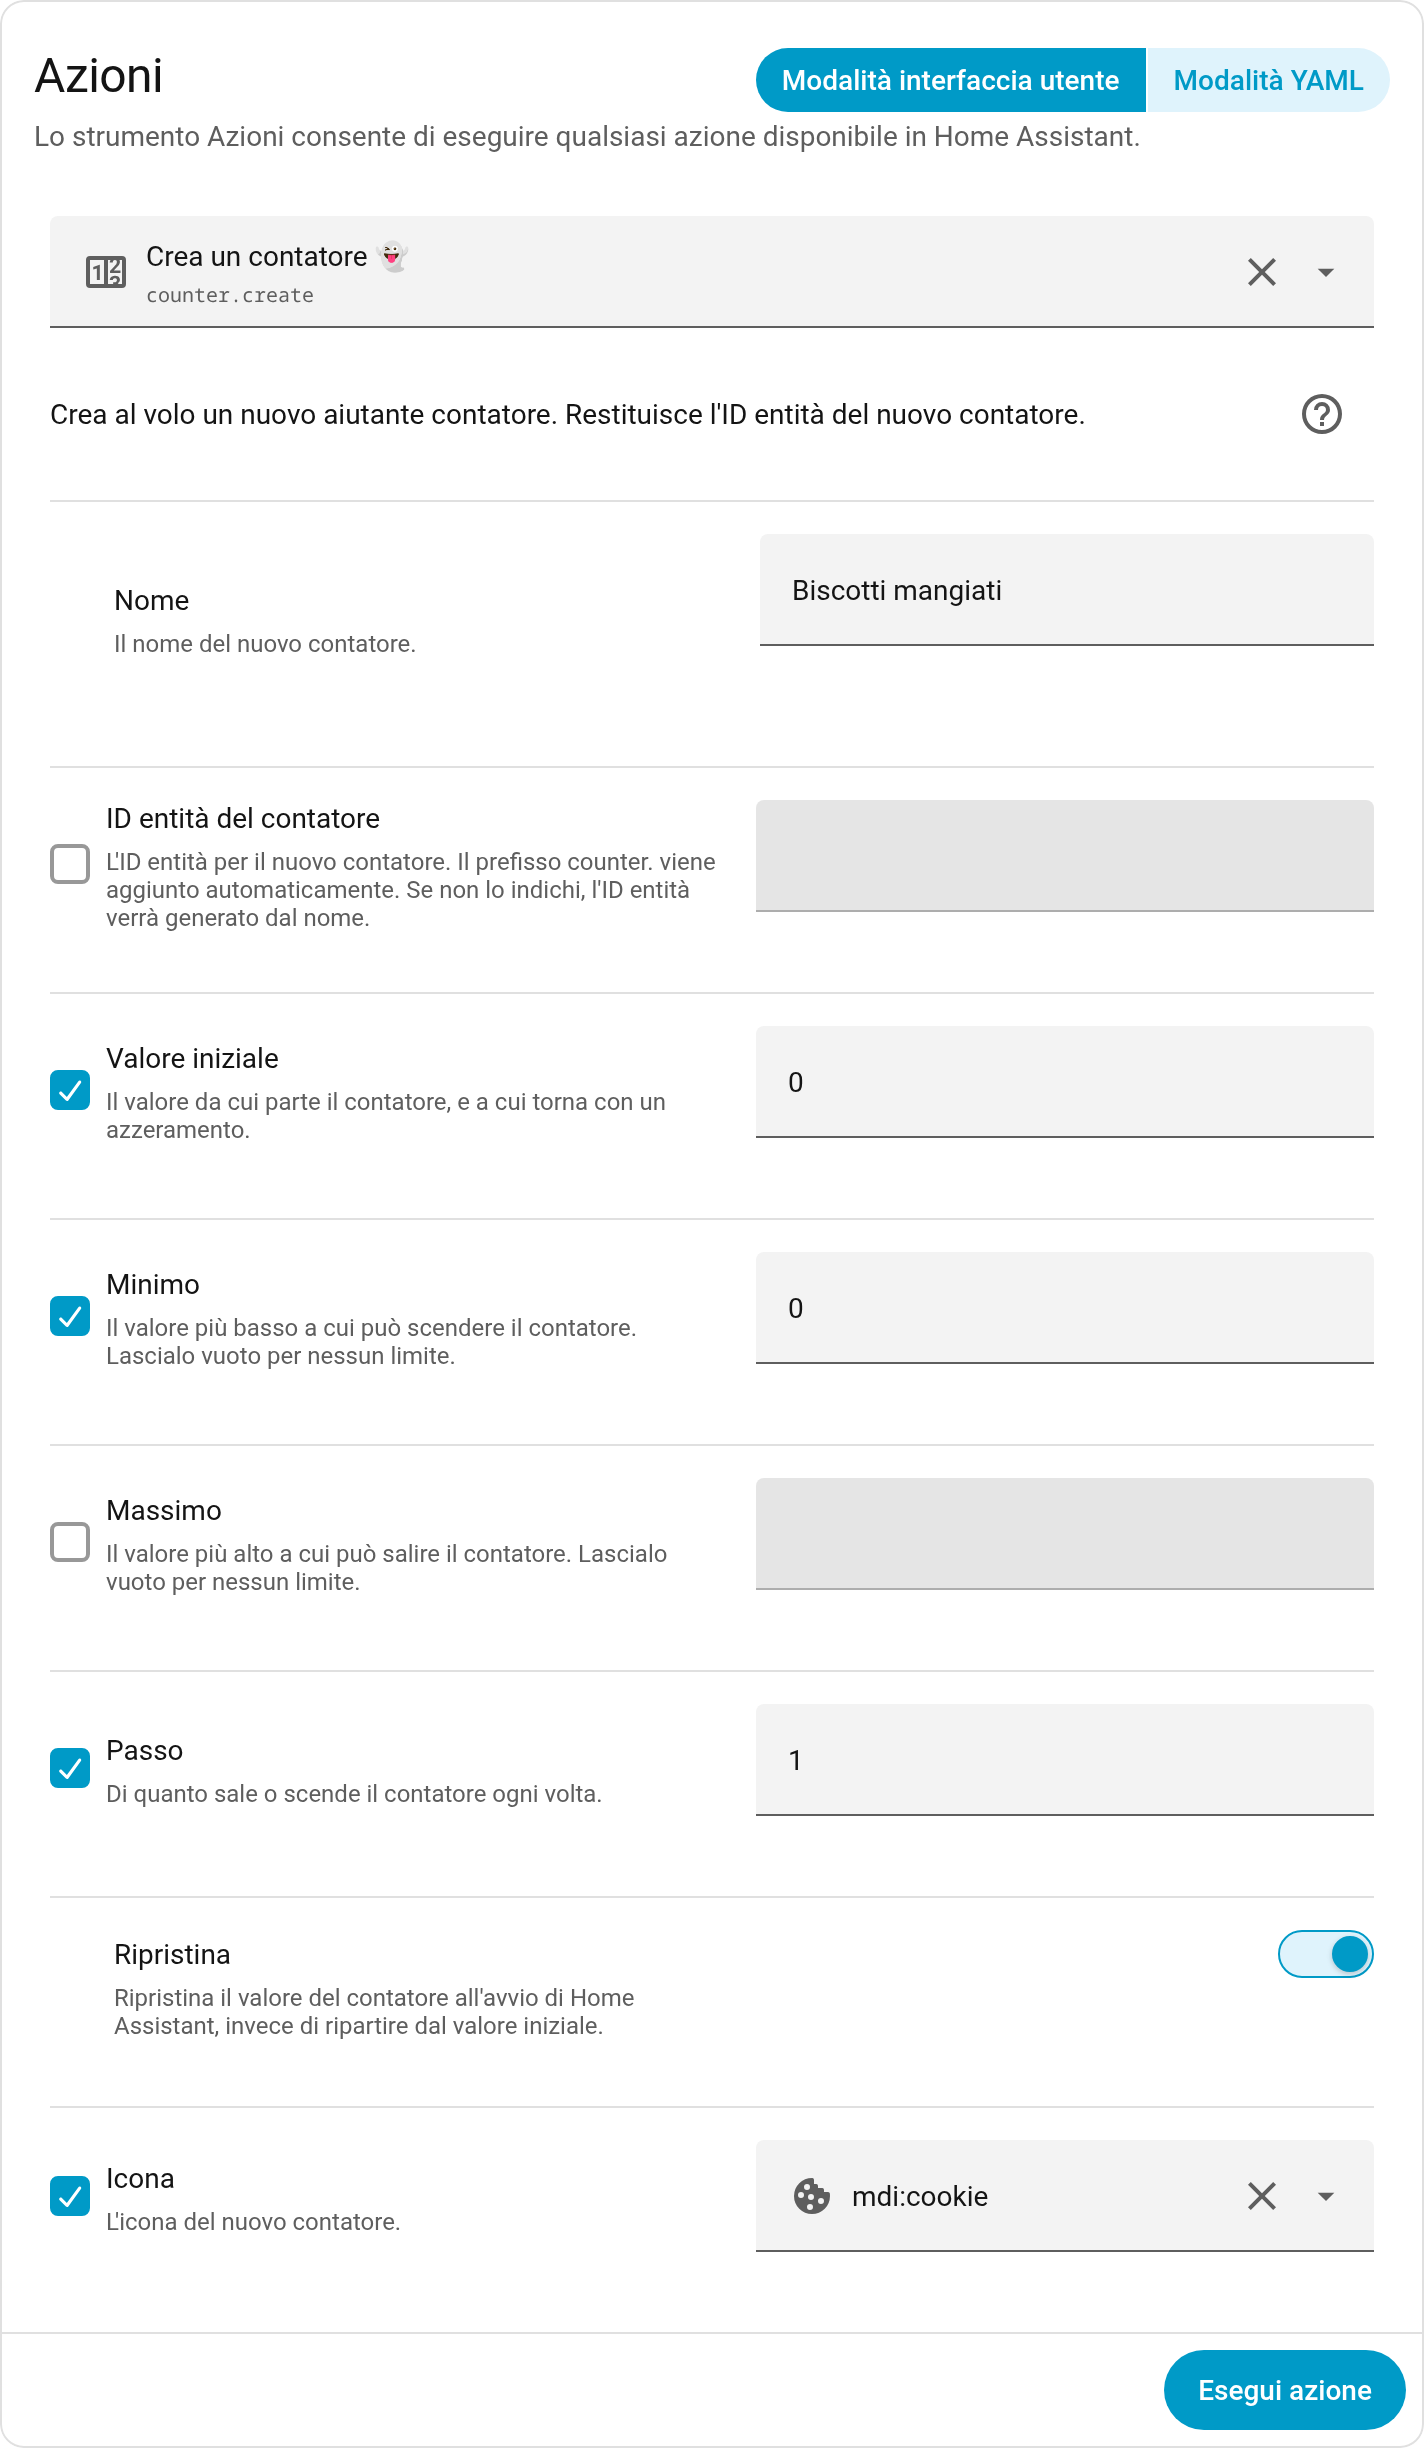 Azioni
Modalità interfaccia utente
Modalità YAML
Lo strumento Azioni consente di eseguire qualsiasi azione disponibile in Home Assistant.
Crea un contatore 👻
counter.create
Crea al volo un nuovo aiutante contatore. Restituisce l'ID entità del nuovo contatore.
Nome
Il nome del nuovo contatore.
Biscotti mangiati
ID entità del contatore
L'ID entità per il nuovo contatore. Il prefisso counter. viene
aggiunto automaticamente. Se non lo indichi, l'ID entità
verrà generato dal nome.
Valore iniziale
Il valore da cui parte il contatore, e a cui torna con un
azzeramento.
0
Minimo
Il valore più basso a cui può scendere il contatore.
Lascialo vuoto per nessun limite.
0
Massimo
Il valore più alto a cui può salire il contatore. Lascialo
vuoto per nessun limite.
Passo
Di quanto sale o scende il contatore ogni volta.
1
Ripristina
Ripristina il valore del contatore all'avvio di Home
Assistant, invece di ripartire dal valore iniziale.
Icona
L'icona del nuovo contatore.
mdi:cookie
Esegui azione